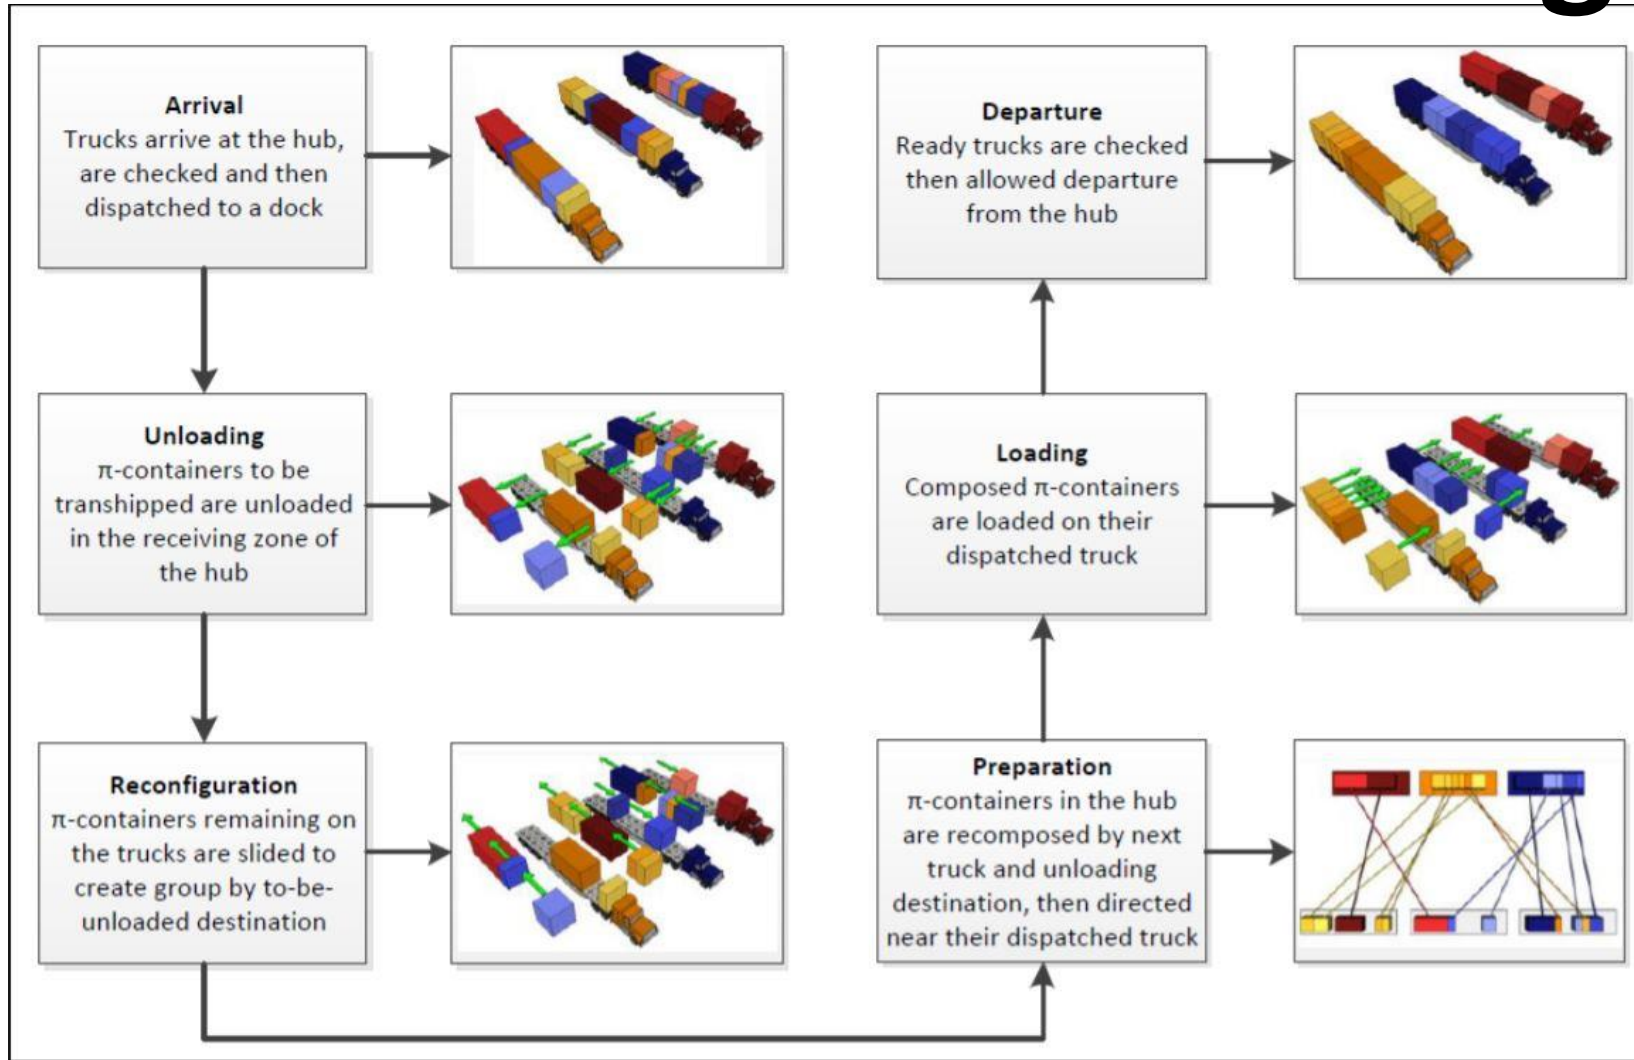 Arrival
Trucks arrive at the hub,
are checked and then
dispatched to a dock
Unloading
π-containers to be
transhipped are unloaded
in the receiving zone of
the hub
Reconfiguration
π-containers remaining on
the trucks are slided to
create group by to-be-
unloaded destination
Preparation
π-containers in the hub
are recomposed by next
truck and unloading
destination, then directed
near their dispatched truck
Loading
Composed π-containers
are loaded on their
dispatched truck
Departure
Ready trucks are checked
then allowed departure
from the hub